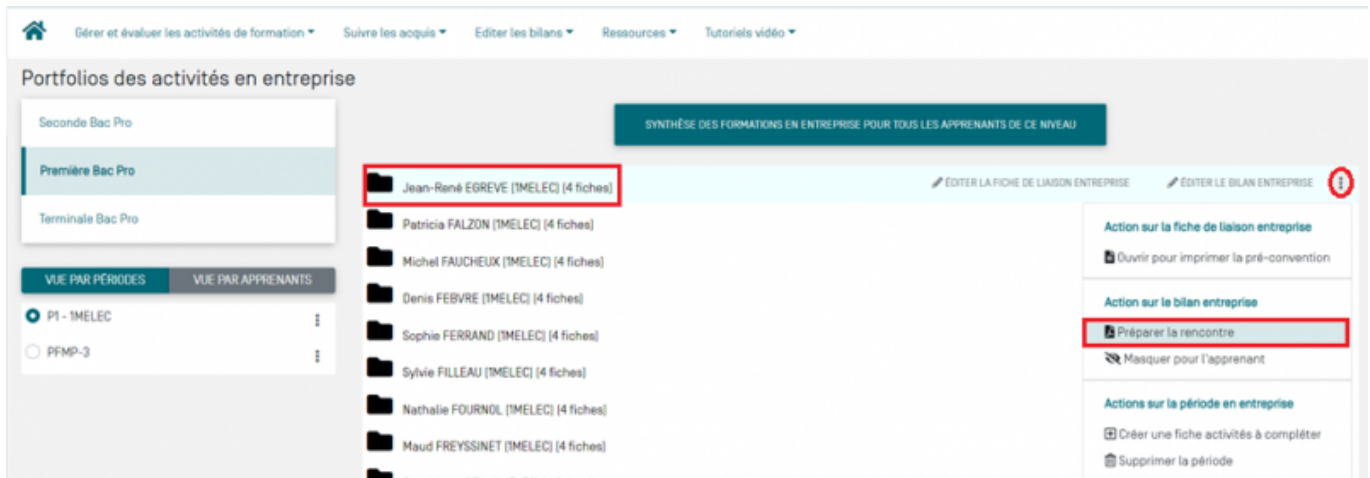 Gérer et évaluer les activités de formation Suivre les acquis Editer les bilans Ressources Tutoriels vidéo
Portfolios des activités en entreprise
Seconde Bac Pro
Première Bac Pro
Terminale Bac Pro
VUE PAR PÉRIODES VUE PAR APPRENANTS
P1 - 1MELEC
PFMP-3
SYNTHÈSE DES FORMATIONS EN ENTREPRISE POUR TOUS LES APPRENANTS DE CE NIVEAU
Jean-René EGREVE (1MELEC) (4 fiches) ÉDITER LA FICHE DE LIAISON ENTREPRISE ÉDITER LE BILAN ENTREPRISE
Patricia FALZON (1MELEC) (4 fiches)
Michel FAUCHEUX (1MELEC) (4 fiches)
Denis FEBVRE (1MELEC) (4 fiches)
Sophie FERRAND (1MELEC) (4 fiches)
Sylvie FILLEAU (1MELEC) (4 fiches)
Nathalie FOURNOL (1MELEC) (4 fiches)
Maud FREYSSINET (1MELEC) (4 fiches)
Action sur la fiche de liaison entreprise
Ouvrir pour imprimer la pré-convention
Action sur le bilan entreprise
Préparer la rencontre
Masquer pour l'apprenant
Actions sur la période en entreprise
Créer une fiche activités à compléter
Supprimer la période